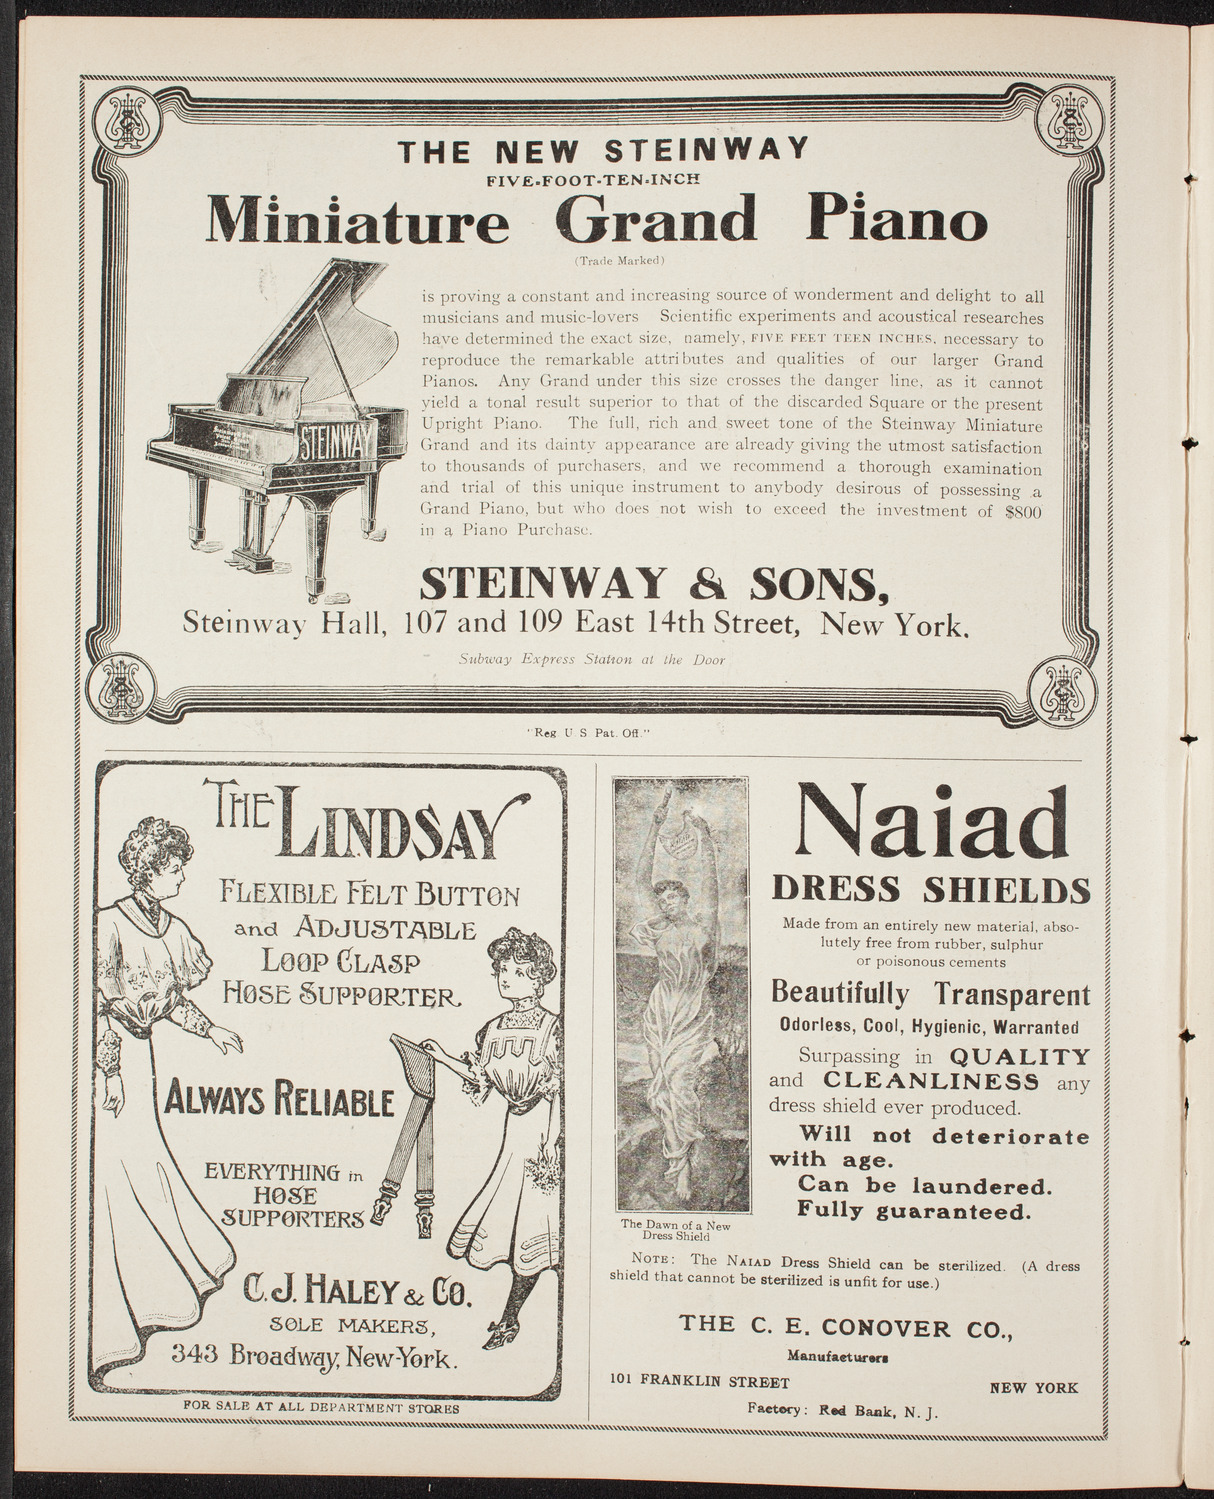 THE NEW STEINWAY
FIVE-FOOT-TEN-INCH
Miniature Grand Piano
(Trade Marked)
is proving a constant and increasing source of wonderment and delight to all
musicians and music-lovers Scientific experiments and acoustical researches
have determined the exact size, namely, FIVE FEET TEEN INCHES, necessary to
reproduce the remarkable attributes and qualities of our larger Grand
Pianos. Any Grand under this size crosses the danger line, as it cannot
yield a tonal result superior to that of the discarded Square or the present
Upright Piano. The full, rich and sweet tone of the Steinway Miniature
Grand and its dainty appearance are already giving the utmost satisfaction
to thousands of purchasers, and we recommend a thorough examination
and trial of this unique instrument to anybody desirous of possessing a
Grand Piano, but who does not wish to exceed the investment of $800
in a Piano Purchase.
STEINWAY
STEINWAY & SONS,
Steinway Hall, 107 and 109 East 14th Street, New York.
Subway Express Station at the Door
"Reg U S Pat. Off."
THE LINDSAY
FLEXIBLE FELT BUTTON
and ADJUSTABLE
LOOP CLASP
HOSE SUPPORTER
ALWAYS RELIABLE
EVERYTHING in
HOSE
SUPPORTERS
C. J. HALEY & CO.
SOLE MAKERS,
343 Broadway, New-York.
FOR SALE AT ALL DEPARTMENT STORES
Naiad
DRESS SHIELDS
Made from an entirely new material, abso-
lutely free from rubber, sulphur
or poisonous cements
Beautifully Transparent
Odorless, Cool, Hygienic, Warranted
Surpassing in QUALITY
and CLEANLINESS any
dress shield ever produced.
Will not deteriorate
with age.
Can be laundered.
Fully guaranteed.
The Dawn of a New
Dress Shield
NOTE: The NAIAD Dress Shield can be sterilized. (A dress
shield that cannot be sterilized is unfit for use.)
THE C. E. CONOVER CO.,
Manufacturers
101 FRANKLIN STREET NEW YORK
Factory: Red Bank, N. J.